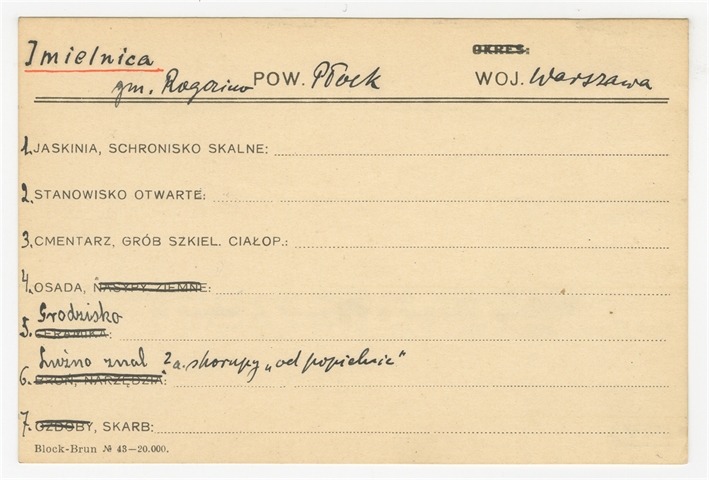 Imielnica OKRES:
gm. Rogozino POW. Płock WOJ. Warszawa
1. JASKINIA, SCHRONISKO SKALNE:
2. STANOWISKO OTWARTE:
3. CMENTARZ, GRÓB SZKIEL. CIAŁOP.:
4. OSADA, NASYPY ZIEMNE:
Grodzisko
5. CERAMIKA:
Luźno znal 2a. skorupy „od popielnic"
6. BROŃ, NARZĘDZIA:
7. OZDOBY, SKARB:
Block-Brun № 43—20.000.